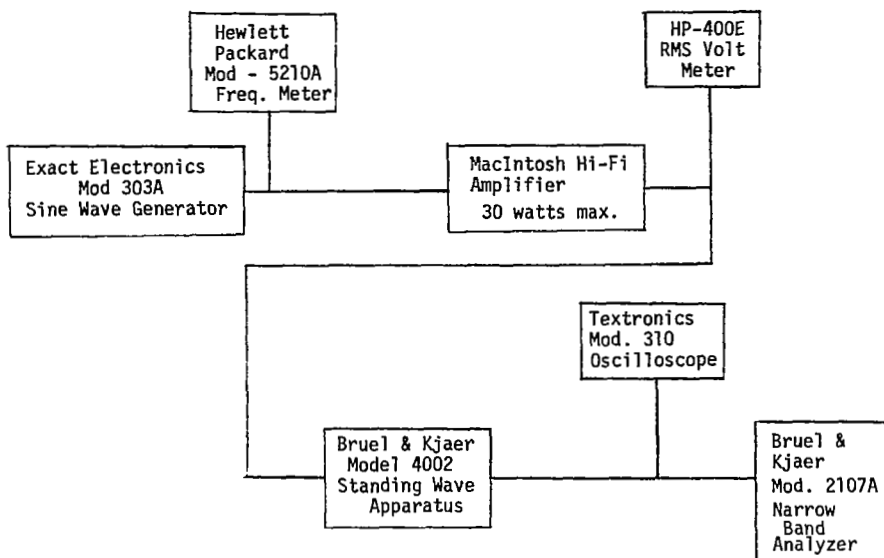 Hewlett
Packard
Mod - 5210A
Freq. Meter
HP-400E
RMS Volt
Meter
Exact Electronics
Mod 303A
Sine Wave Generator
MacIntosh Hi-Fi
Amplifier
30 watts max.
Textronics
Mod. 310
Oscilloscope
Bruel & Kjaer
Model 4002
Standing Wave
Apparatus
Bruel &
Kjaer
Mod. 2107A
Narrow
Band
Analyzer